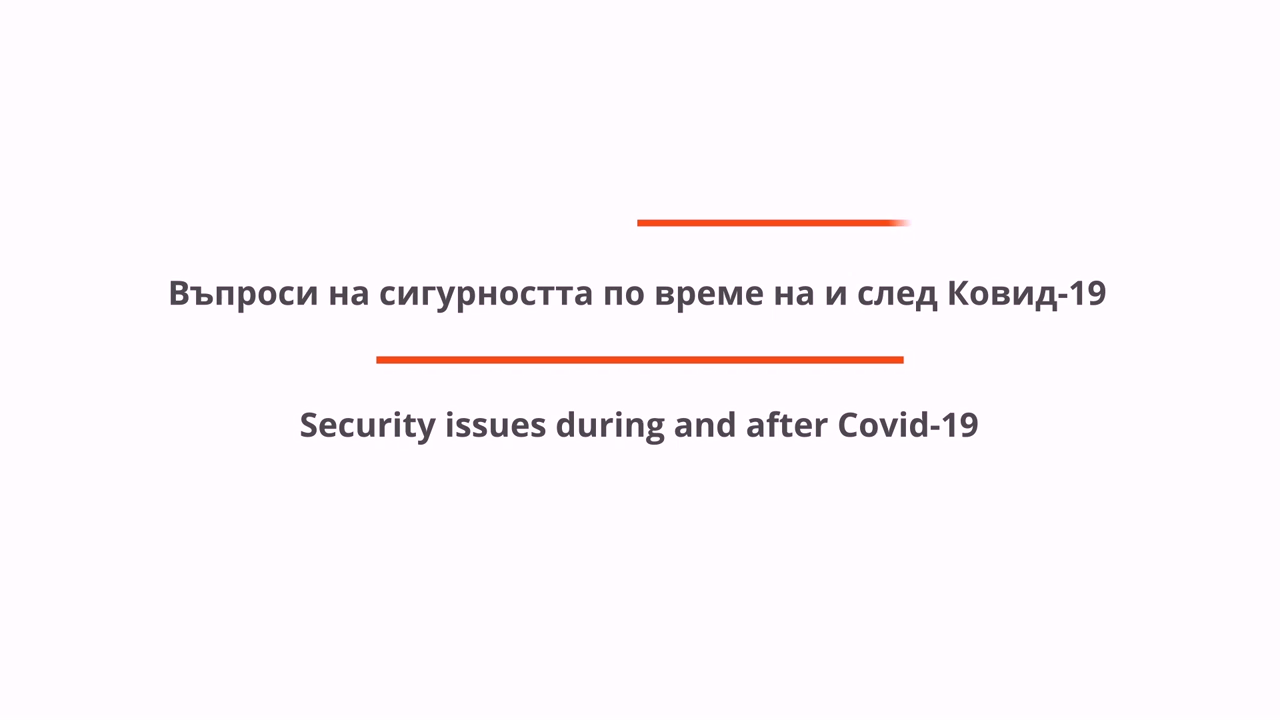 Въпроси на сигурността по време на и след Ковид-19
Security issues during and after Covid-19